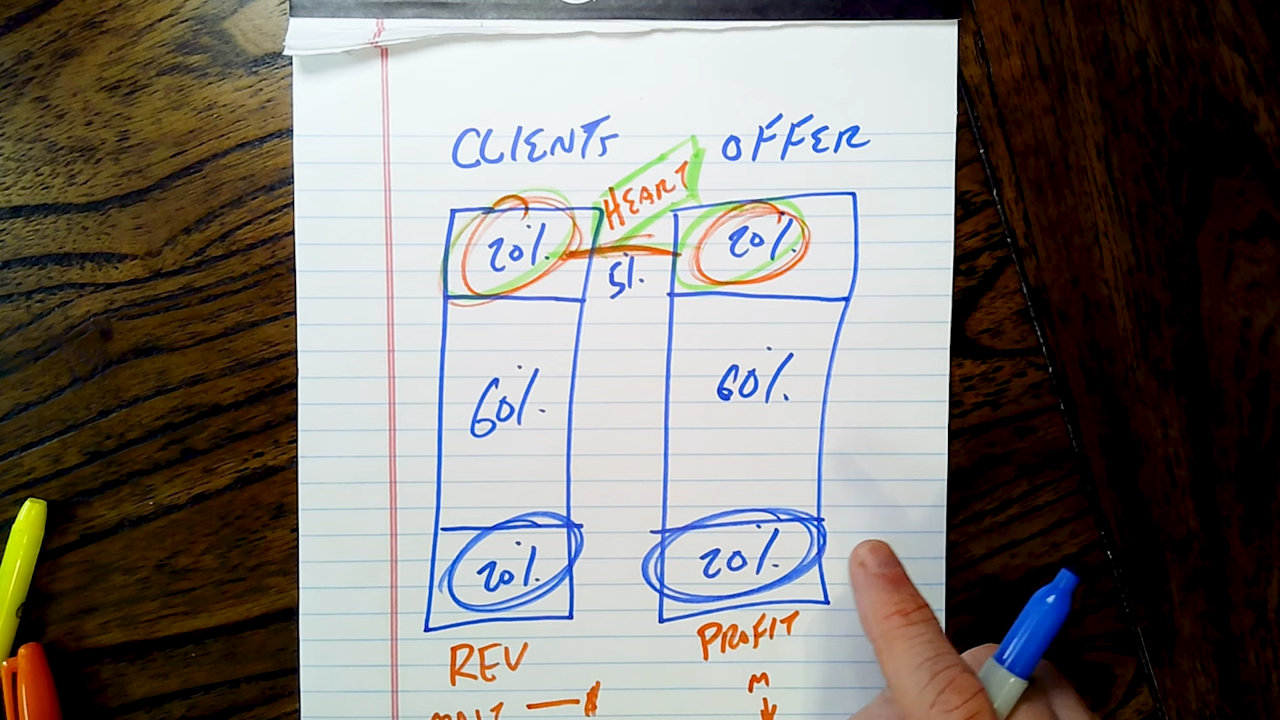 CLIENTS OFFER
HEART
20% 20%
5%
60% 60%
20% 20%
REV PROFIT
M